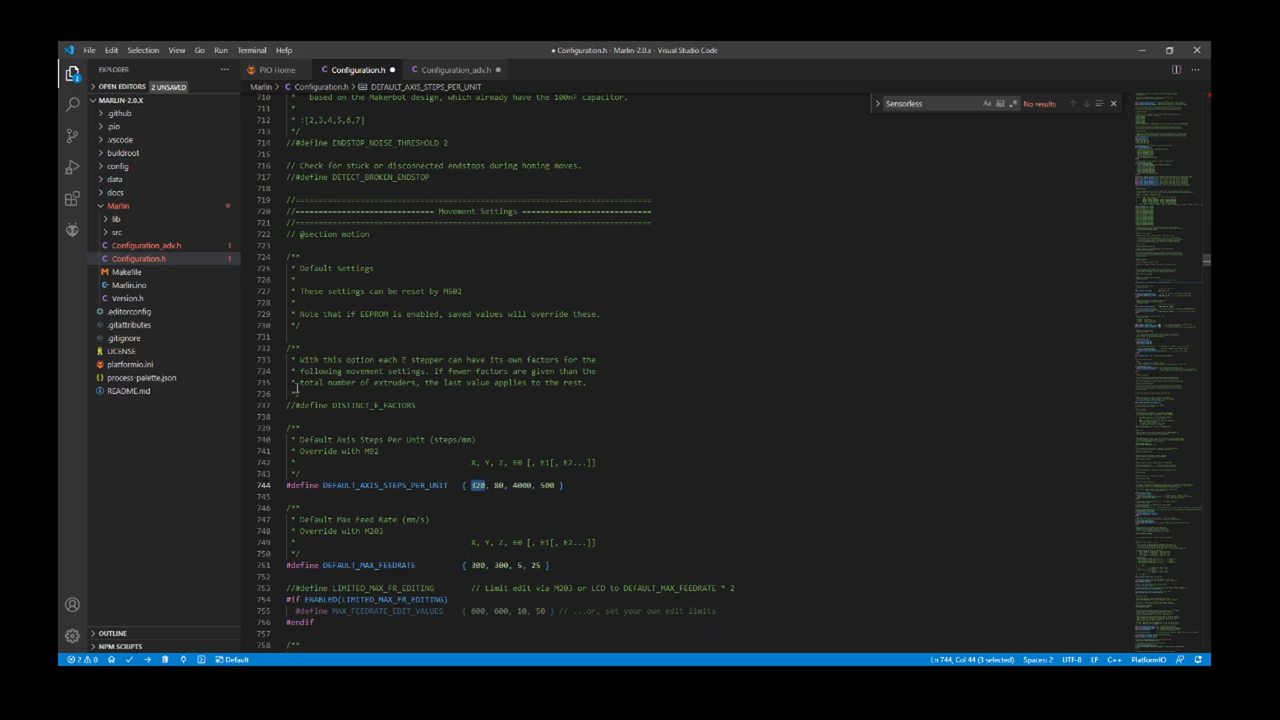 File Edit Selection View Go Run Terminal Help
● Configuration.h - Marlin-2.0.x - Visual Studio Code
EXPLORER
PIO Home
Configuration.h
Configuration_adv.h
OPEN EDITORS 2 UNSAVED
Marlin > Configuration.h > DEFAULT_AXIS_STEPS_PER_UNIT
MARLIN-2.0.X
.github
.pio
.vscode
buildroot
config
data
docs
Marlin
lib
src
Configuration_adv.h 1
Configuration.h 1
Makefile
Marlin.ino
Version.h
.editorconfig
.gitattributes
.gitignore
LICENSE
platformio.ini
process-palette.json
README.md
OUTLINE
NPM SCRIPTS
Sensorless
No results
710 * based on the Makerbot design, which already have the 100nF capacitor.
711 *
712 * :[2,3,4,5,6,7]
713 */
714 //#define ENDSTOP_NOISE_THRESHOLD 2
715
716 // Check for stuck or disconnected endstops during homing moves.
717 //#define DETECT_BROKEN_ENDSTOP
718
719 //=============================================================================
720 //============================== Movement Settings ============================
721 //=============================================================================
722 // @section motion
723
724 /**
725 * Default Settings
726 *
727 * These settings can be reset by M502
728 *
729 * Note that if EEPROM is enabled, saved values will override these.
730 */
731
732 /**
733 * With this option each E stepper can have its own factors for the
734 * following movement settings. If fewer factors are given than the
735 * total number of extruders, the last value applies to the rest.
736 */
737 //#define DISTINCT_E_FACTORS
738
739 /**
740 * Default Axis Steps Per Unit (steps/mm)
741 * Override with M92
742 * X, Y, Z, E0 [, E1[, E2...]]
743 */
744 #define DEFAULT_AXIS_STEPS_PER_UNIT { 320, 80, 4000, 500 }
745
746 /**
747 * Default Max Feed Rate (mm/s)
748 * Override with M203
749 * X, Y, Z, E0 [, E1[, E2...]]
750 */
751 #define DEFAULT_MAX_FEEDRATE { 300, 300, 5, 25 }
752
753 //#define LIMITED_MAX_FR_EDITING // Limit edit via M203 or LCD to DEFAULT_MAX_FEEDRATE * 2
754 #if ENABLED(LIMITED_MAX_FR_EDITING)
755 #define MAX_FEEDRATE_EDIT_VALUES { 600, 600, 10, 50 } // ...or, set your own edit limits
756 #endif
757
758 /**
2 0 Default
Ln 744, Col 44 (3 selected) Spaces: 2 UTF-8 LF C++ PlatformIO